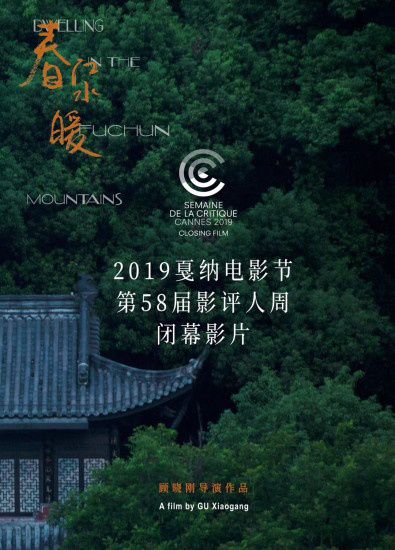 DWELLING
春江水暖
IN THE
FUCHUN
MOUNTAINS
SEMAINE
DE LA CRITIQUE
CANNES 2019
CLOSING FILM
2019戛纳电影节
第58届影评人周
闭幕影片
顾晓刚导演作品
A film by GU Xiaogang